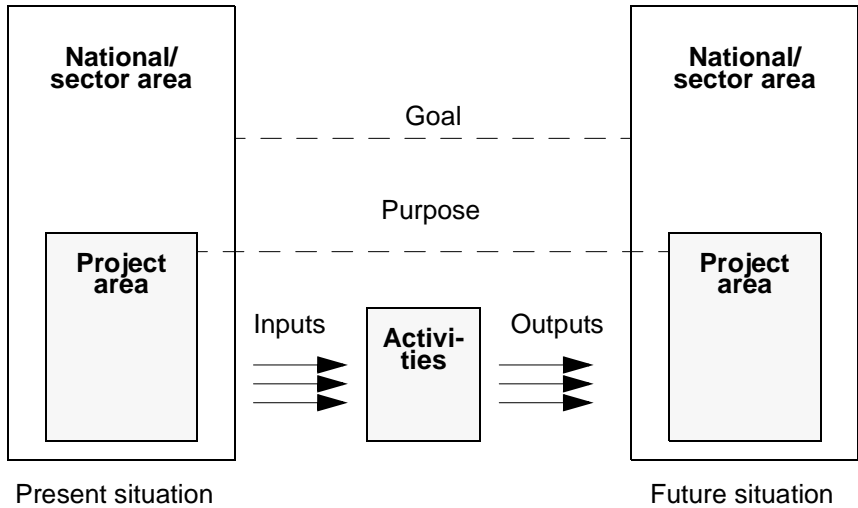 National/
sector area
National/
sector area
Goal
Purpose
Project
area
Project
area
Inputs
Activi-
ties
Outputs
Present situation
Future situation